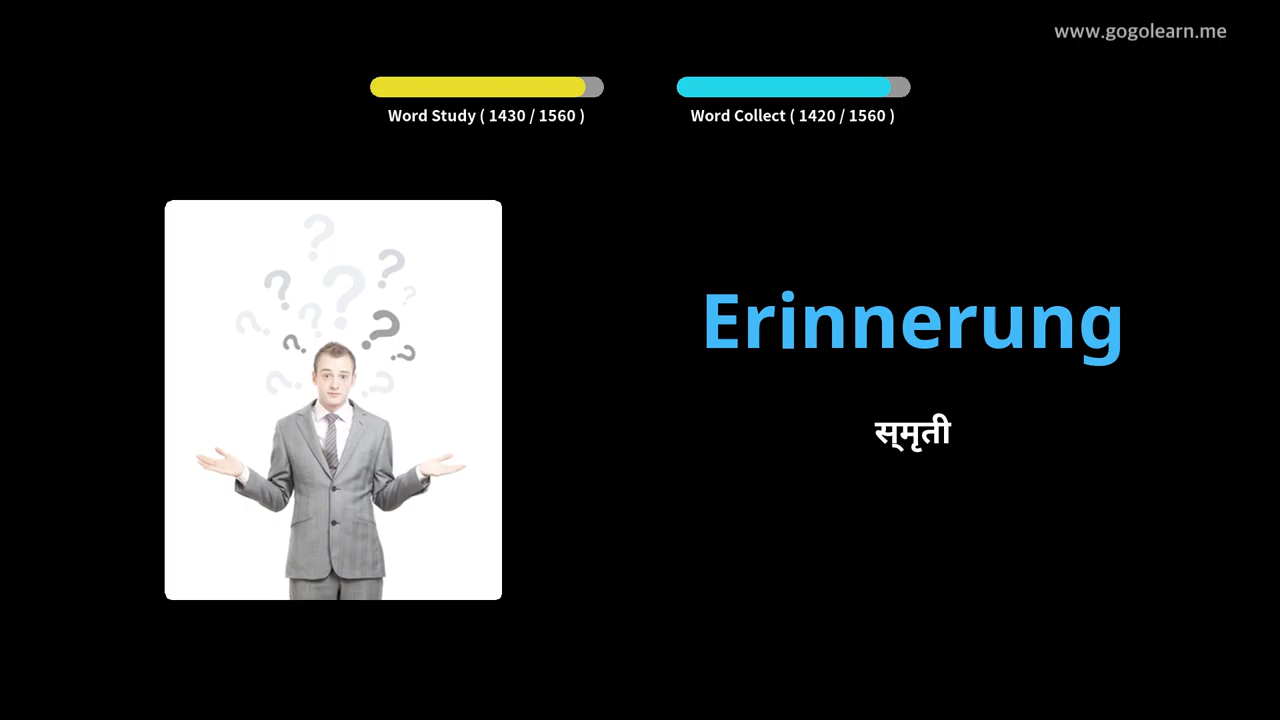 www.gogolearn.me
Word Study ( 1430 / 1560 )
Word Collect ( 1420 / 1560 )
Erinnerung
स्मृती